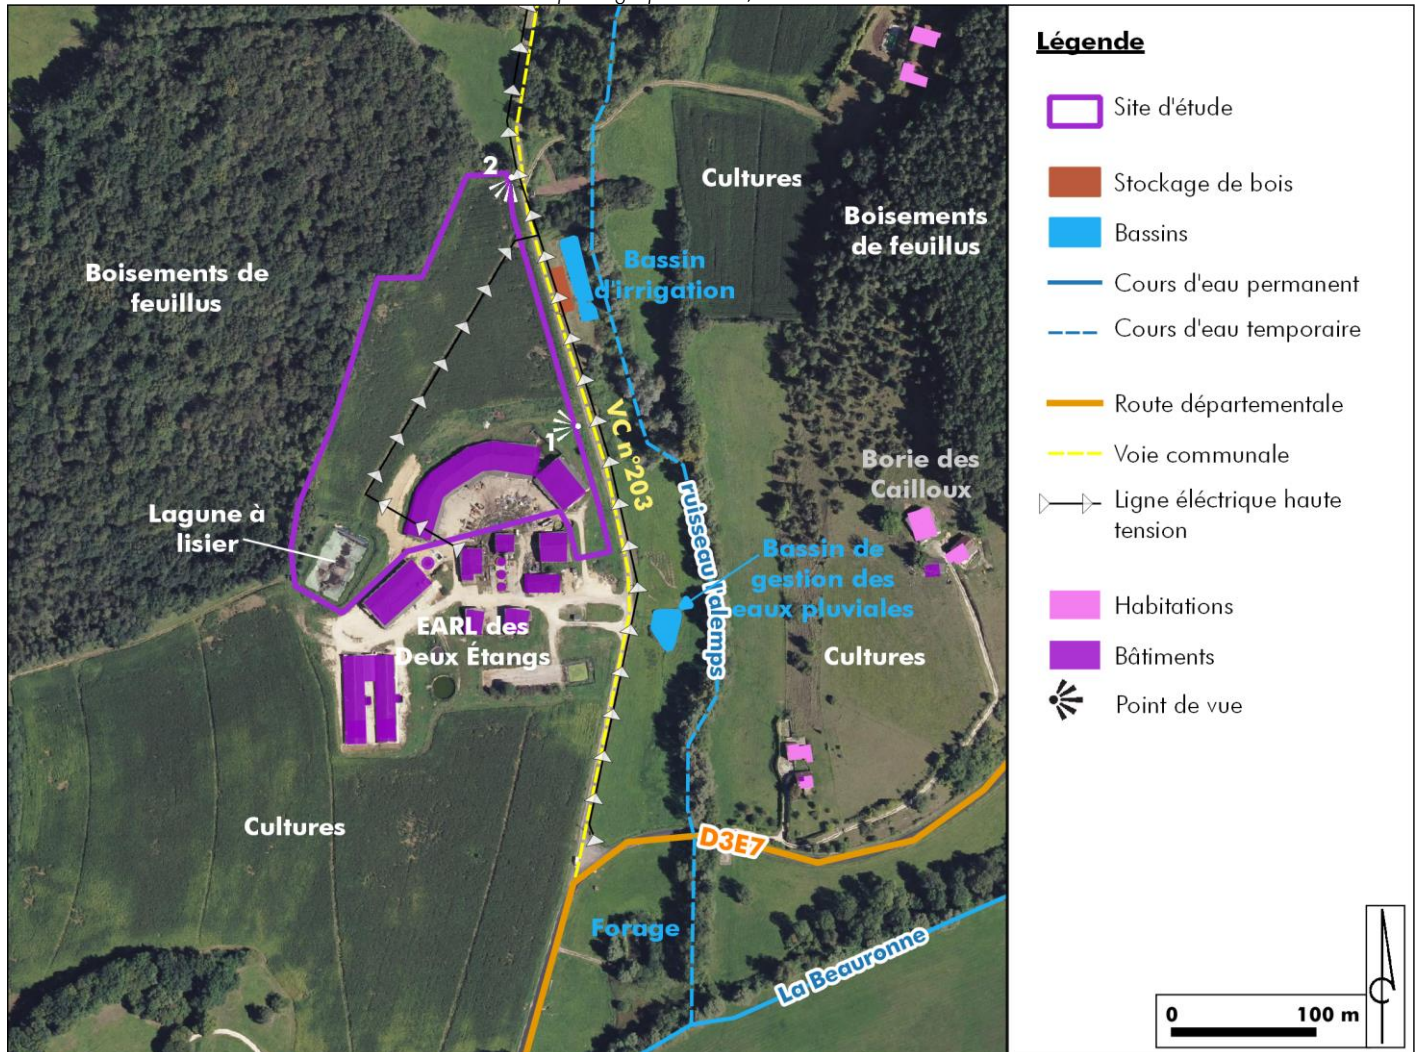 2
Cultures
Boisements
de feuillus
Boisements de
feuillus
Bassin
d'irrigation
VC n°203
1
Borie des
Cailloux
Lagune à
lisier
ruisseau l'alemps
Bassin de
gestion des
eaux pluviales
EARL des
Deux Étangs
Cultures
Cultures
D3E7
Forage
La Beauronne
Légende
Site d'étude
Stockage de bois
Bassins
Cours d'eau permanent
Cours d'eau temporaire
Route départementale
Voie communale
Ligne éléctrique haute
tension
Habitations
Bâtiments
Point de vue
0 100 m